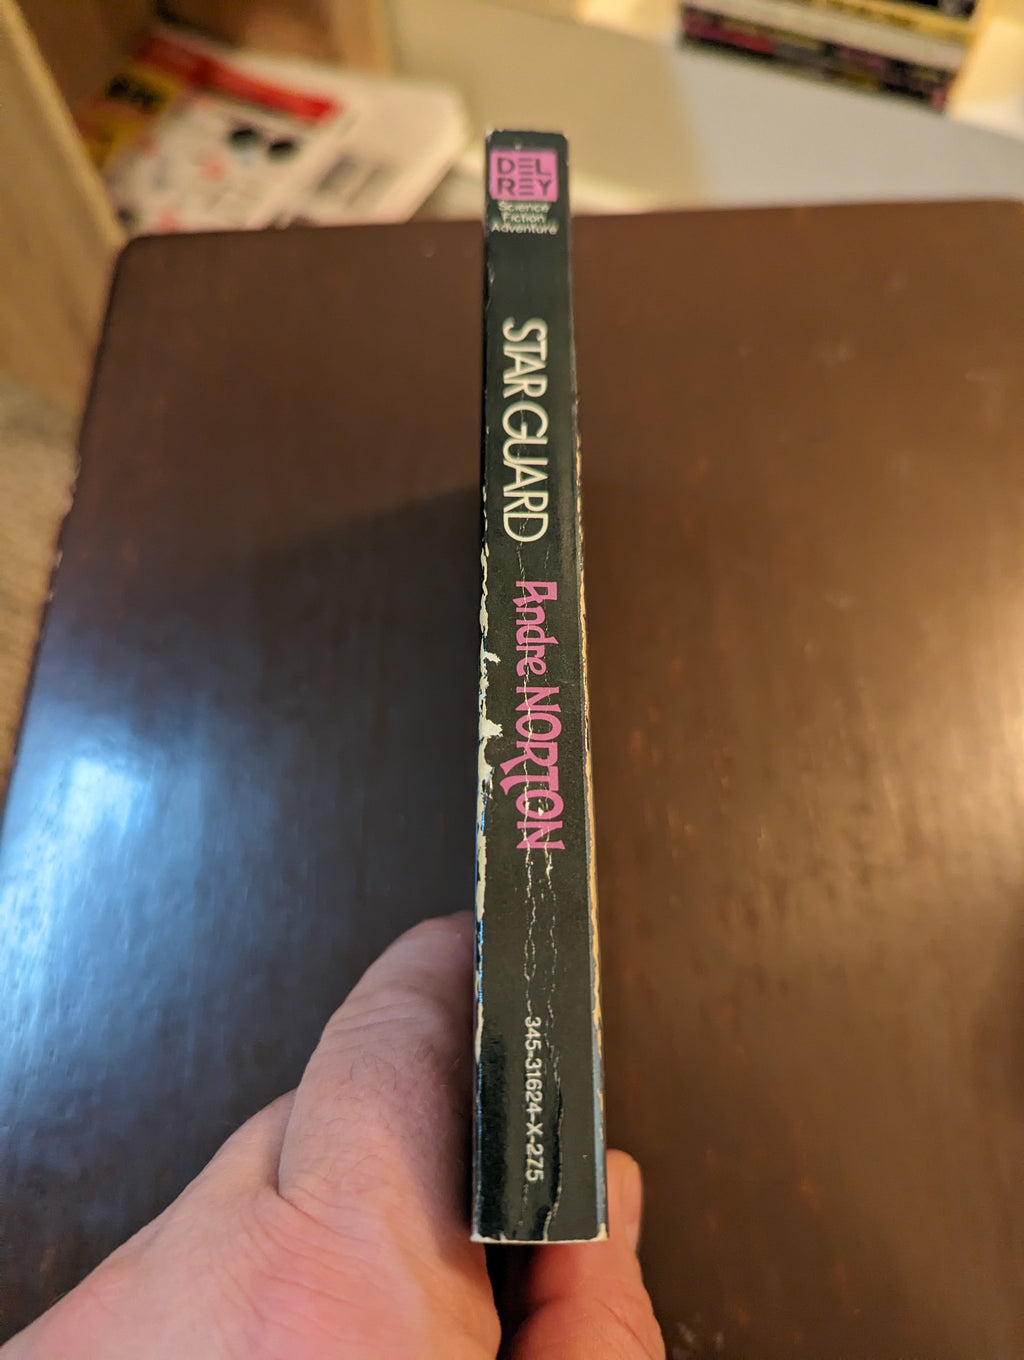 DEL
REY
Science
Fiction
Adventure
STAR GUARD
Andre NORTON
345-31624-X-275